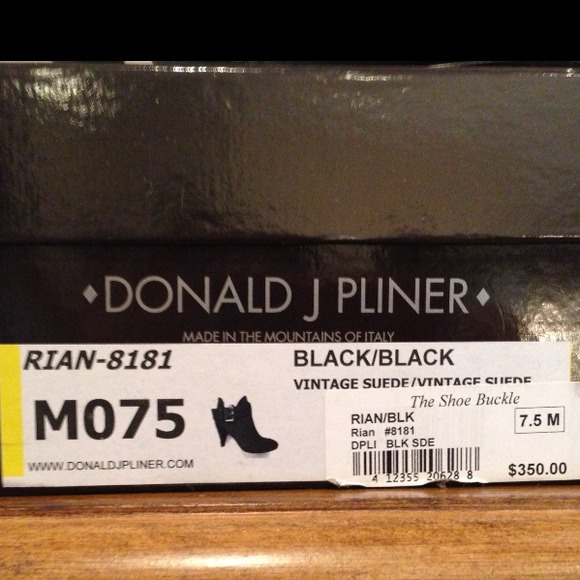 ♦DONALD J PLINER♦
MADE IN THE MOUNTAINS OF ITALY
RIAN-8181
BLACK/BLACK
VINTAGE SUEDE/VINTAGE SUEDE
M075
WWW.DONALDJPLINER.COM
The Shoe Buckle
RIAN/BLK
7.5 M
Rian #8181
DPLI BLK SDE
4 12355 20628 8
$350.00